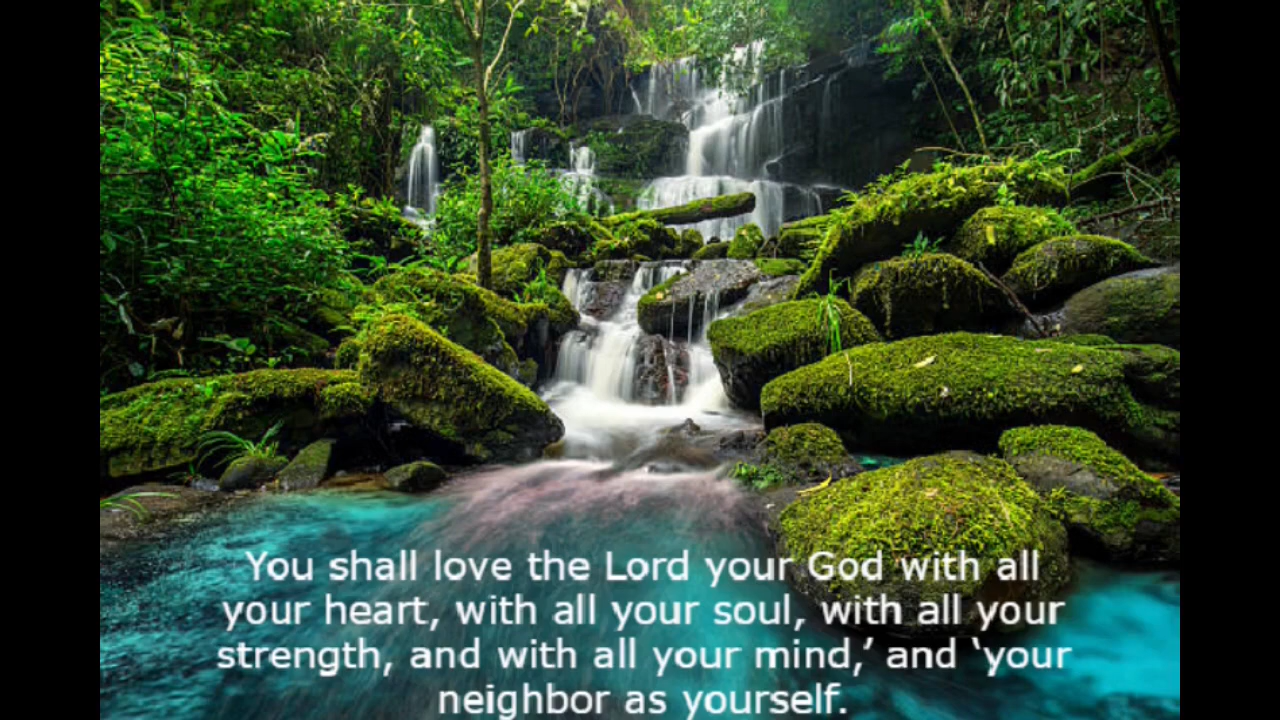 You shall love the Lord your God with all
your heart, with all your soul, with all your
strength, and with all your mind,’ and ‘your
neighbor as yourself.